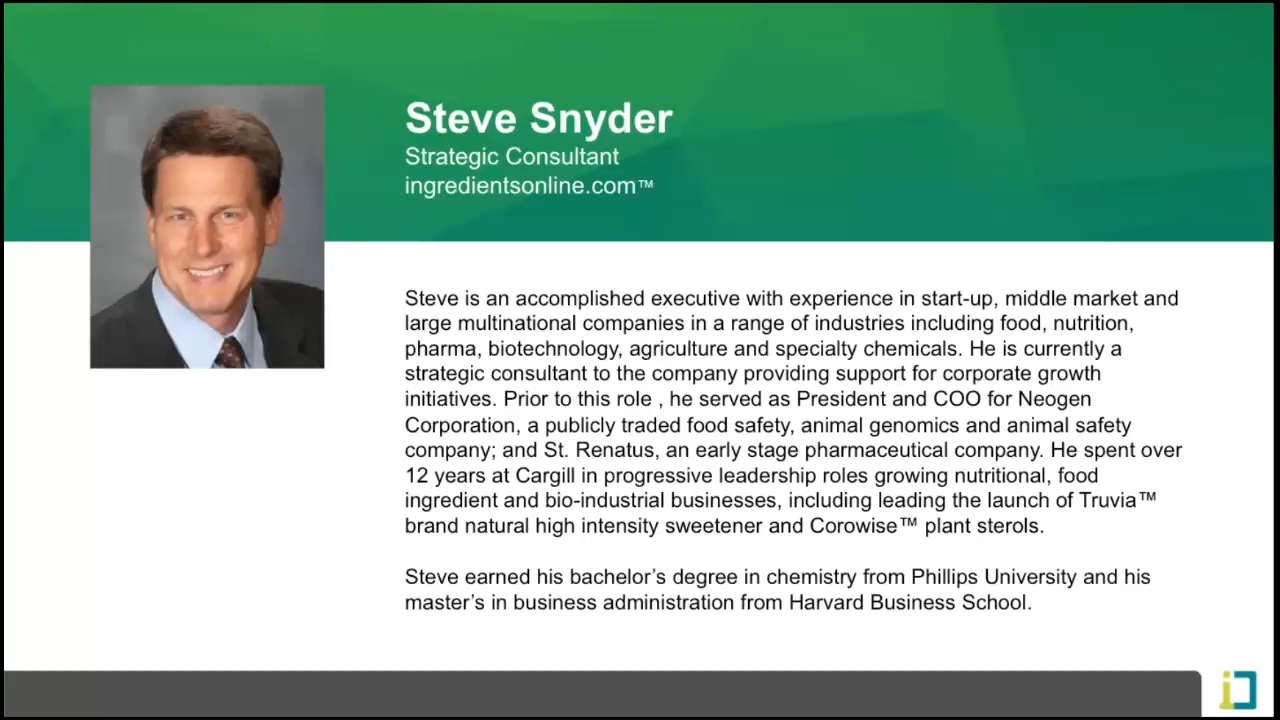 Steve Snyder
Strategic Consultant
ingredientsonline.com™
Steve is an accomplished executive with experience in start-up, middle market and
large multinational companies in a range of industries including food, nutrition,
pharma, biotechnology, agriculture and specialty chemicals. He is currently a
strategic consultant to the company providing support for corporate growth
initiatives. Prior to this role , he served as President and COO for Neogen
Corporation, a publicly traded food safety, animal genomics and animal safety
company; and St. Renatus, an early stage pharmaceutical company. He spent over
12 years at Cargill in progressive leadership roles growing nutritional, food
ingredient and bio-industrial businesses, including leading the launch of Truvia™
brand natural high intensity sweetener and Corowise™ plant sterols.
Steve earned his bachelor’s degree in chemistry from Phillips University and his
master’s in business administration from Harvard Business School.